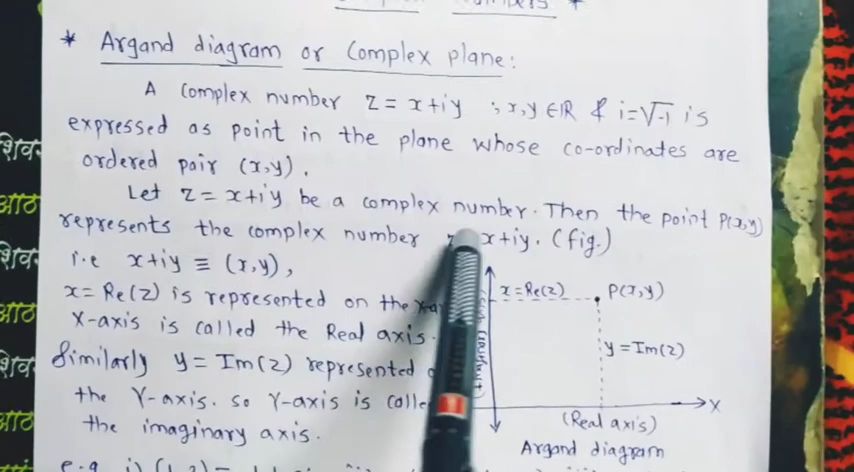 * Argand diagram or Complex plane:
A Complex number z = x+iy ; x,y ∈ IR & i=√-1 is
expressed as point in the plane whose co-ordinates are
ordered pair (x,y).
Let z = x+iy be a complex number. Then the point P(x,y)
represents the complex number x+iy. (fig.)
i.e x+iy ≡ (x,y),
x = Re(z) is represented on the
X-axis is called the Real axis.
Similarly y = Im(z) represented
the Y-axis. so Y-axis is calle
the imaginary axis.
x=Re(z)
P(x,y)
y=Im(z)
X
(Real axis)
Argand diagram
e.g i)
शिव
आठ
शिव
आठ
शिव
आठ